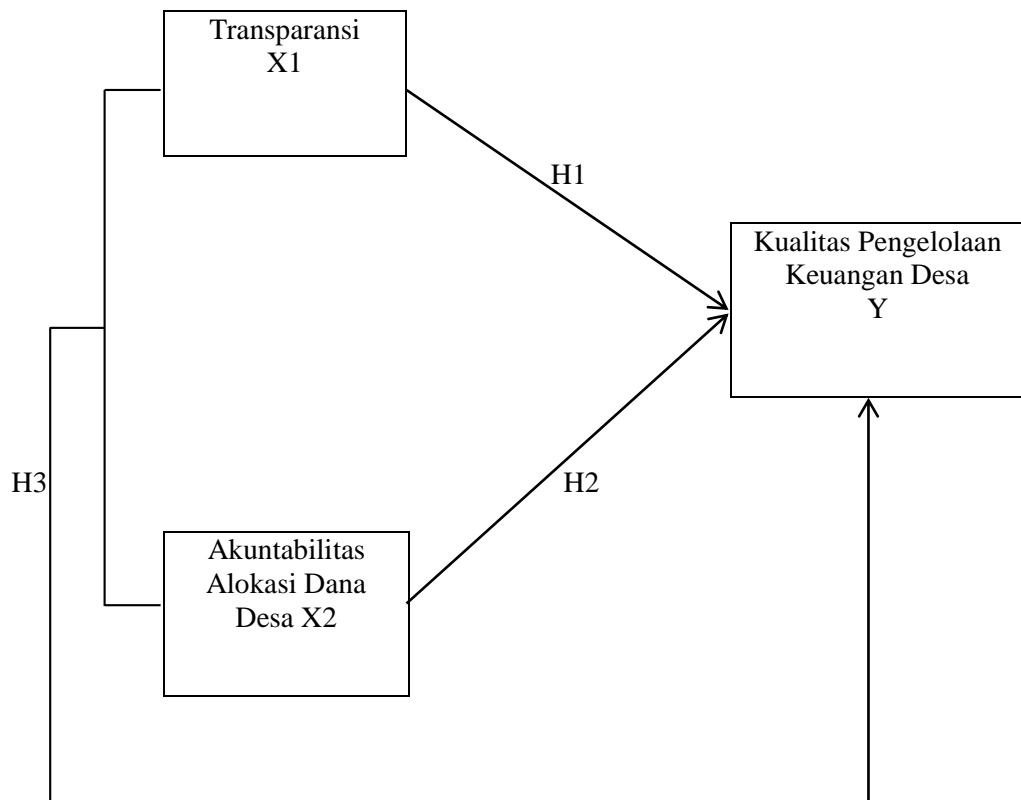 Transparansi
X1
H1
Kualitas Pengelolaan
Keuangan Desa
Y
H3
H2
Akuntabilitas
Alokasi Dana
Desa X2